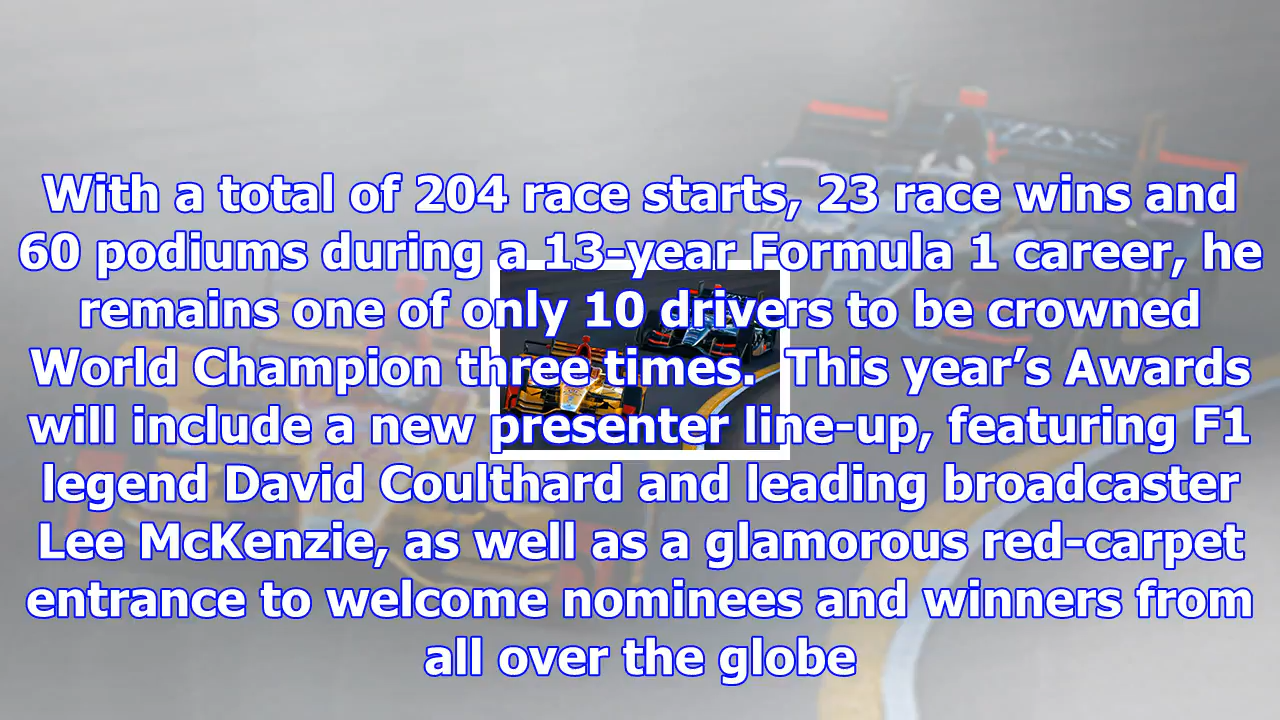 With a total of 204 race starts, 23 race wins and
60 podiums during a 13-year Formula 1 career, he
remains one of only 10 drivers to be crowned
World Champion three times.  This year’s Awards
will include a new presenter line-up, featuring F1
legend David Coulthard and leading broadcaster
Lee McKenzie, as well as a glamorous red-carpet
entrance to welcome nominees and winners from
all over the globe